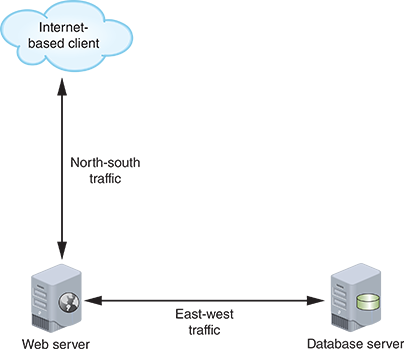 Internet-
based client
North-south
traffic
East-west
traffic
Web server
Database server